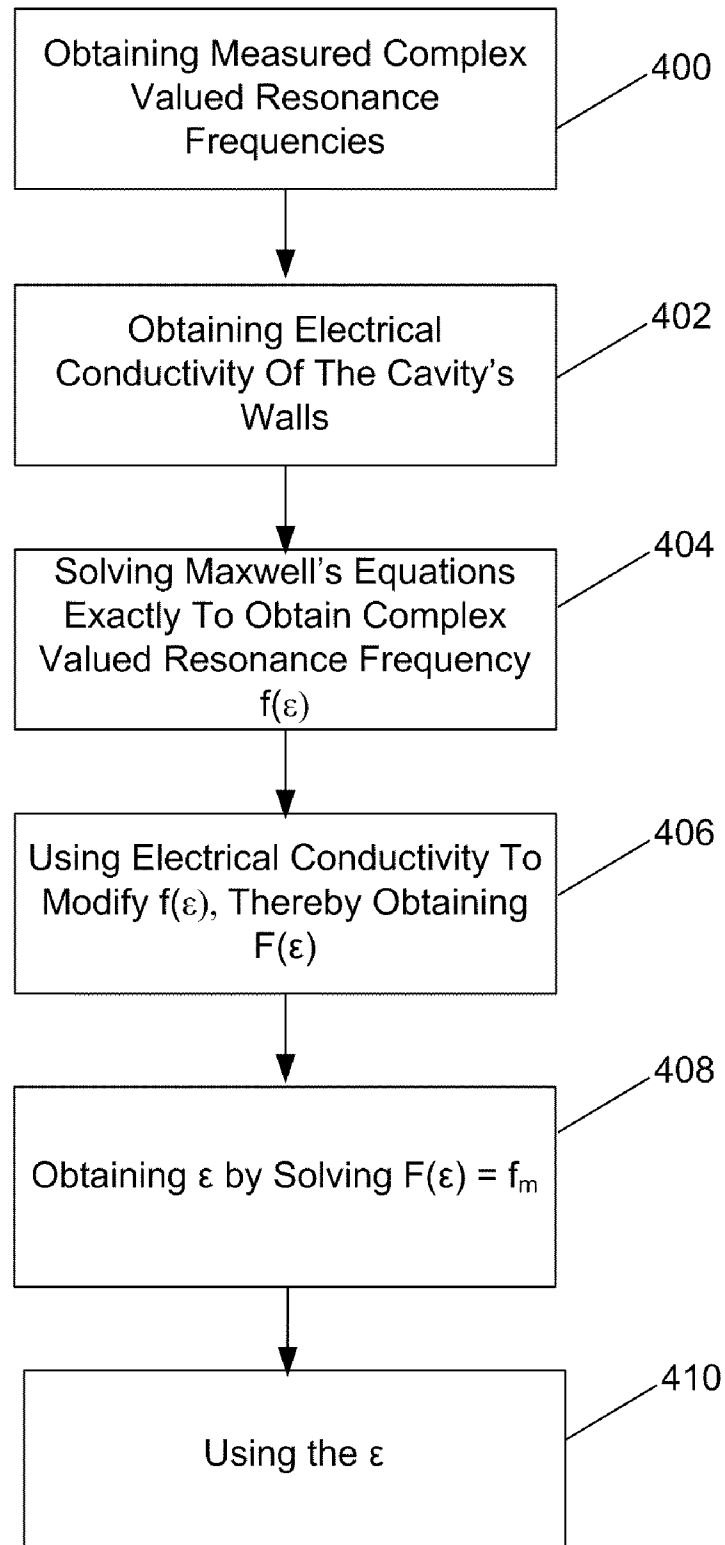 Obtaining Measured Complex
Valued Resonance
Frequencies
400
Obtaining Electrical
Conductivity Of The Cavity's
Walls
402
Solving Maxwell's Equations
Exactly To Obtain Complex
Valued Resonance Frequency
f(ε)
404
Using Electrical Conductivity To
Modify f(ε), Thereby Obtaining
F(ε)
406
Obtaining ε by Solving F(ε) = fₘ
408
Using the ε
410